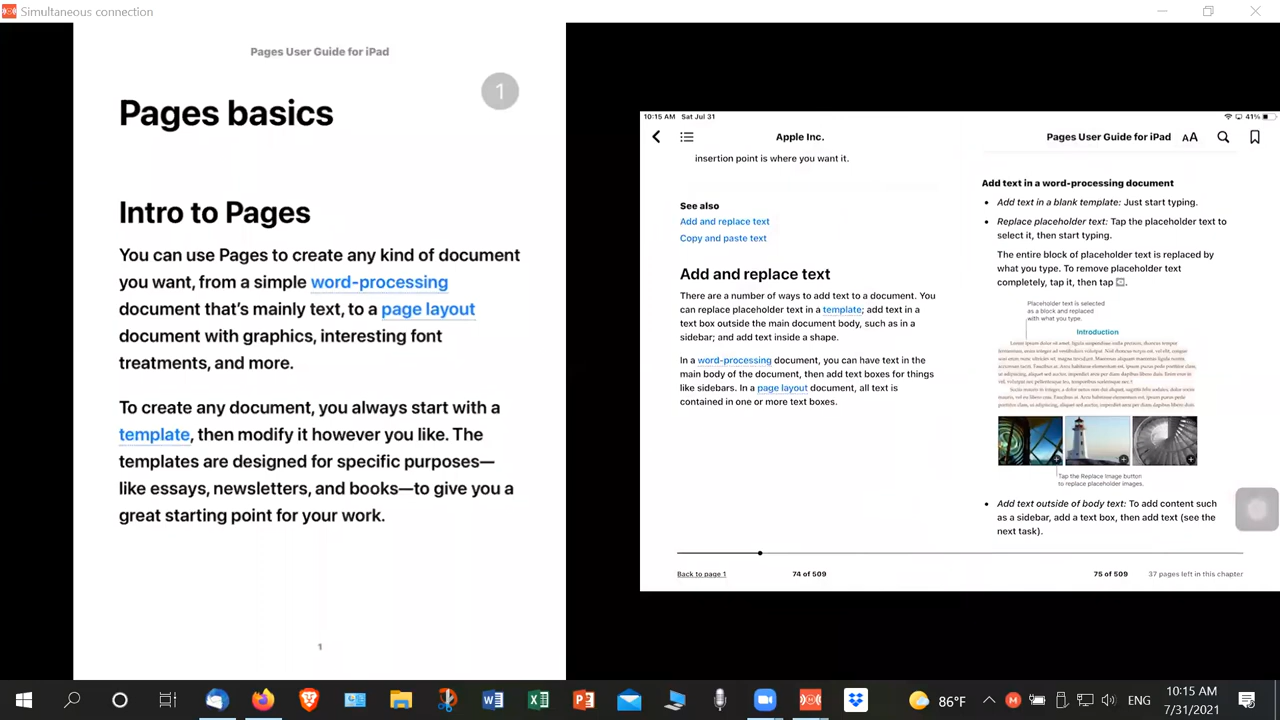 Simultaneous connection
Pages User Guide for iPad
1
Pages basics
Intro to Pages
You can use Pages to create any kind of document
you want, from a simple word-processing
document that's mainly text, to a page layout
document with graphics, interesting font
treatments, and more.
To create any document, you always start with a
template, then modify it however you like. The
templates are designed for specific purposes—
like essays, newsletters, and books—to give you a
great starting point for your work.
1
10:15 AM Sat Jul 31
41%
Apple Inc.
Pages User Guide for iPad
AA
insertion point is where you want it.
See also
Add and replace text
Copy and paste text
Add and replace text
There are a number of ways to add text to a document. You
can replace placeholder text in a template; add text in a
text box outside the main document body, such as in a
sidebar; and add text inside a shape.
In a word-processing document, you can have text in the
main body of the document, then add text boxes for things
like sidebars. In a page layout document, all text is
contained in one or more text boxes.
Add text in a word-processing document
• Add text in a blank template: Just start typing.
• Replace placeholder text: Tap the placeholder text to
select it, then start typing.
The entire block of placeholder text is replaced by
what you type. To remove placeholder text
completely, tap it, then tap
Placeholder text is selected
as a block and replaced
with what you type.
Introduction
Tap the Replace Image button
to replace placeholder images.
• Add text outside of body text: To add content such
as a sidebar, add a text box, then add text (see the
next task).
Back to page 1
74 of 509
75 of 509
37 pages left in this chapter
86°F
ENG
10:15 AM
7/31/2021